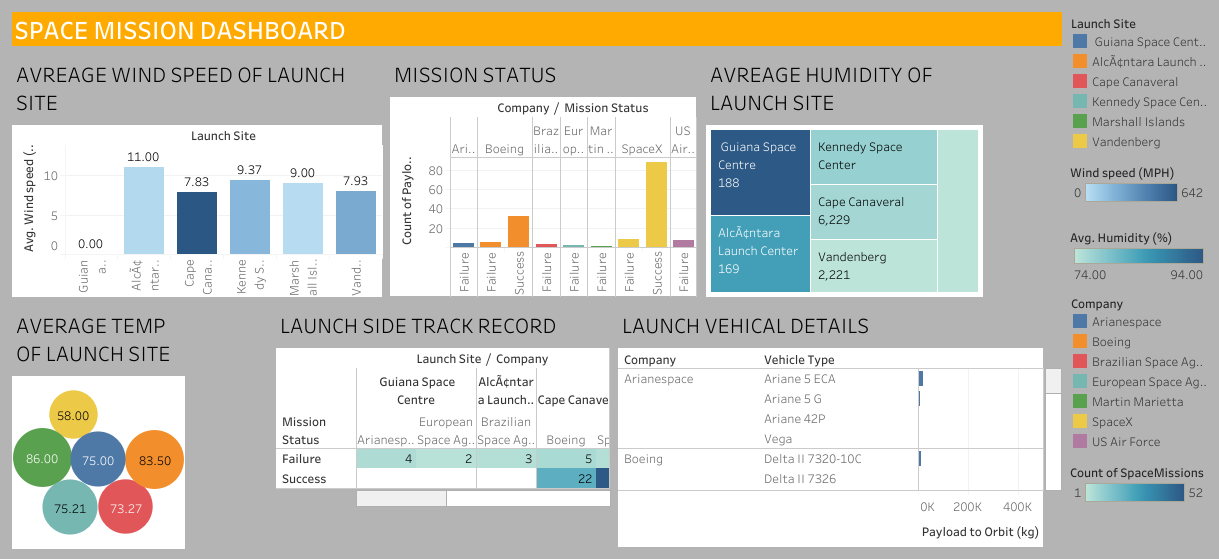 SPACE MISSION DASHBOARD
AVREAGE WIND SPEED OF LAUNCH
SITE
Launch Site
Avg. Wind speed (..
10
5
0
0.00
11.00
7.83
9.37
9.00
7.93
Guian
a..
AlcÃ¢
ntar..
Cape
Cana..
Kenne
dy S..
Marsh
all Isl..
Vand..
MISSION STATUS
Company / Mission Status
Ari..
Boeing
Braz
ilia..
Eur
op..
Mar
tin ..
SpaceX
US
Air..
Count of Paylo..
80
60
40
20
Failure
Failure
Success
Failure
Failure
Failure
Failure
Success
Failure
AVREAGE HUMIDITY OF
LAUNCH SITE
Guiana Space
Centre
188
AlcÃ¢ntara
Launch Center
169
Kennedy Space
Center
Cape Canaveral
6,229
Vandenberg
2,221
AVERAGE TEMP
OF LAUNCH SITE
58.00
86.00
75.00
83.50
75.21
73.27
LAUNCH SIDE TRACK RECORD
Launch Site / Company
Guiana Space
Centre
AlcÃ¢ntar
a Launch..
Cape Canave
Mission
Status
Arianesp..
European
Space Ag..
Brazilian
Space Ag..
Boeing
Sp
Failure 4 2 3 5
Success 22
LAUNCH VEHICAL DETAILS
Company Vehicle Type
Arianespace Ariane 5 ECA
Ariane 5 G
Ariane 42P
Vega
Boeing Delta II 7320-10C
Delta II 7326
0K 200K 400K
Payload to Orbit (kg)
Launch Site
Guiana Space Cent..
AlcÃ¢ntara Launch ..
Cape Canaveral
Kennedy Space Cen..
Marshall Islands
Vandenberg
Wind speed (MPH)
0 642
Avg. Humidity (%)
74.00 94.00
Company
Arianespace
Boeing
Brazilian Space Ag..
European Space Ag..
Martin Marietta
SpaceX
US Air Force
Count of SpaceMissions
1 52